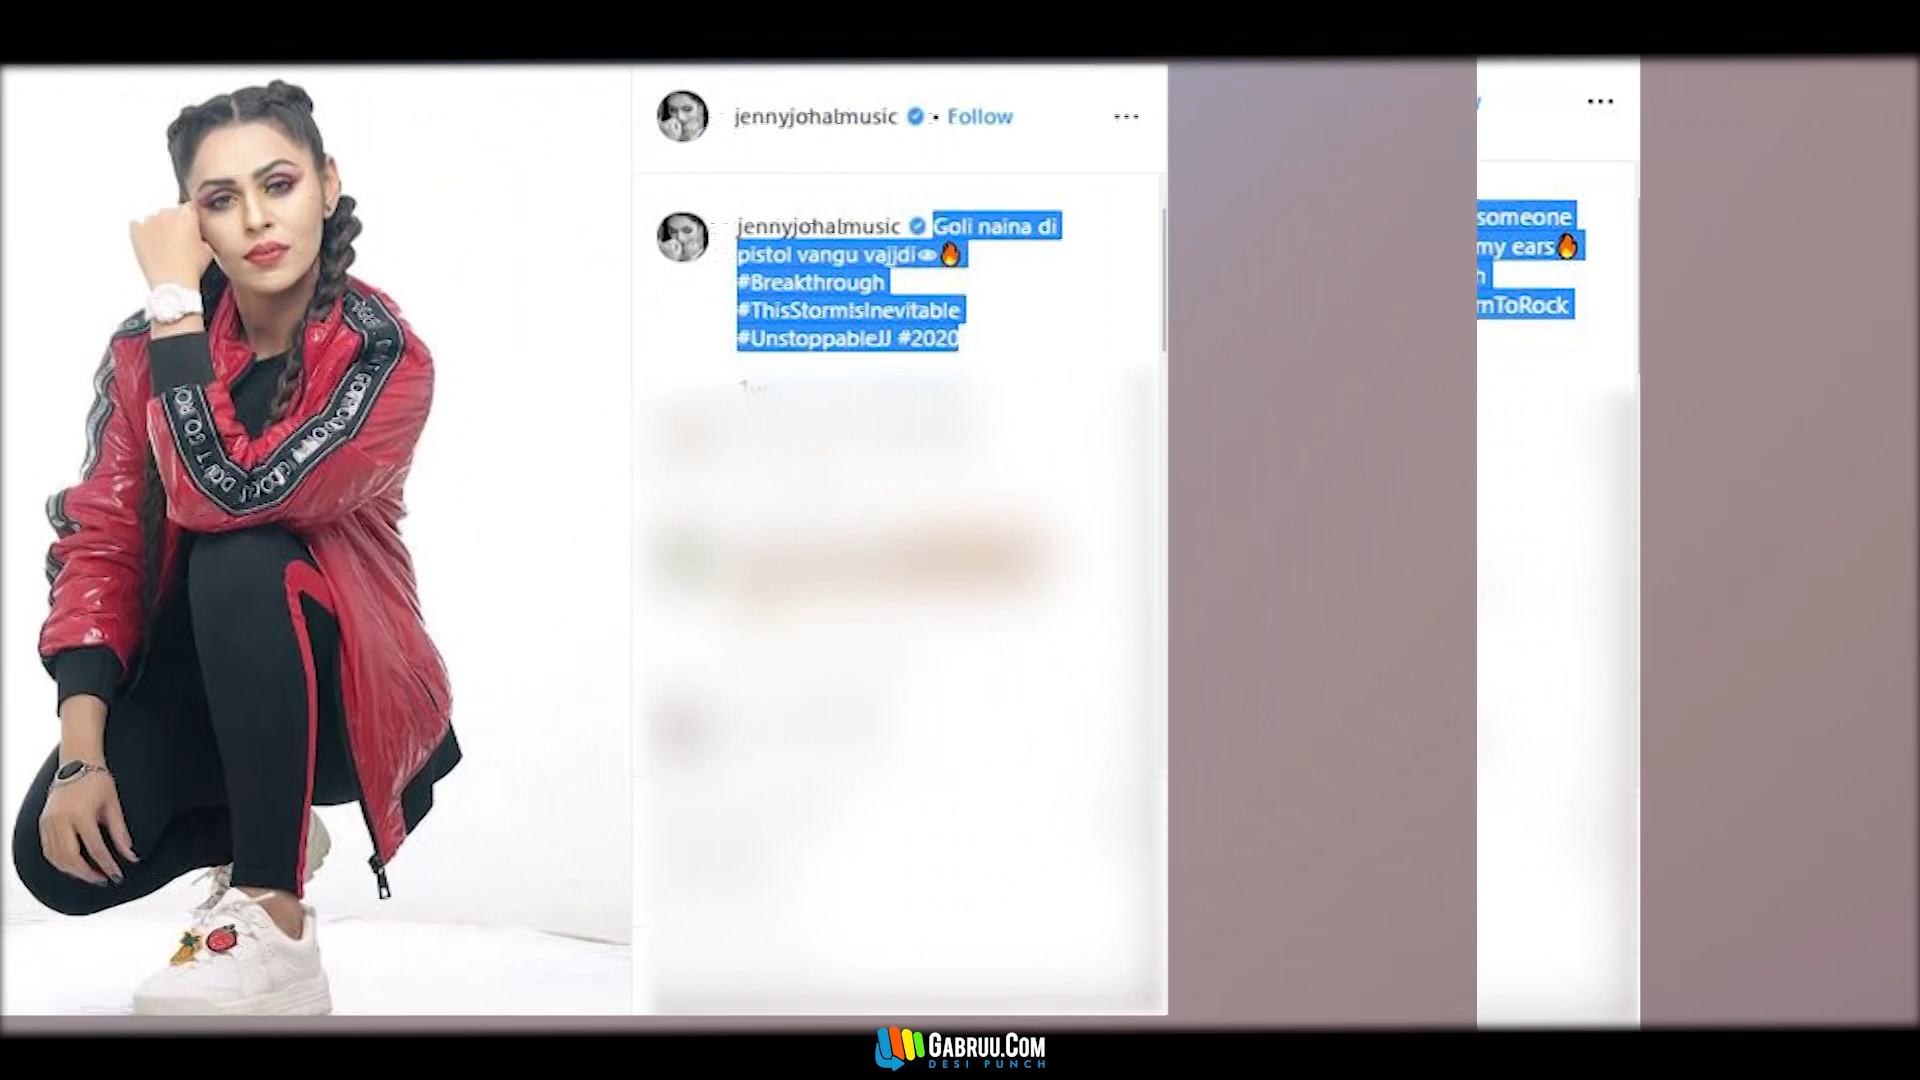 jennyjohalmusic • Follow
jennyjohalmusic Goli naina di
pistol vangu vajjdi👁🔥
#Breakthrough
#ThisStormIsInevitable
#UnstoppableJJ #2020
1w
someone
my ears🔥
h
mToRock
GABRUU.COM
DESI PUNCH